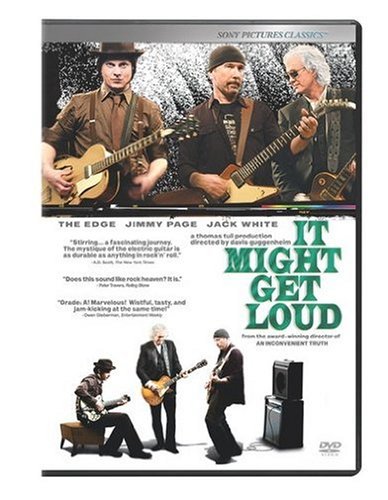 SONY PICTURES CLASSICS™
THE EDGE JIMMY PAGE JACK WHITE
a thomas tull production
directed by davis guggenheim
IT
MIGHT
GET
LOUD
"Stirring... a fascinating journey.
The mystique of the electric guitar is
as durable as anything in rock'n' roll."
-A.O. Scott, The New York Times
"Does this sound like rock heaven? It is."
- Peter Travers, Rolling Stone
"Grade: A! Marvelous! Wistful, tasty, and
jam-kicking at the same time!"
- Owen Gleiberman, Entertainment Weekly
from the award-winning director of
AN INCONVENIENT TRUTH
DVD
VIDEO